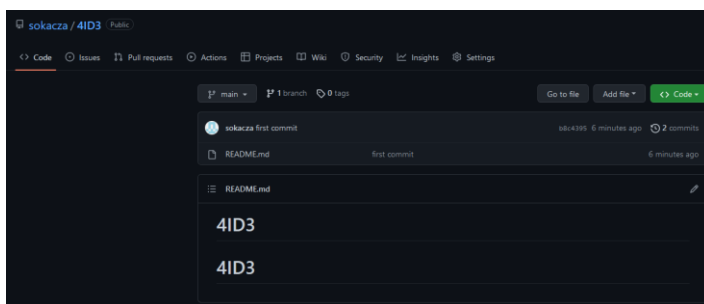 sokacza / 4ID3 Public
<> Code Issues Pull requests Actions Projects Wiki Security Insights Settings
main 1 branch 0 tags Go to file Add file <> Code
sokacza first commit b8c4395 6 minutes ago 2 commits
README.md first commit 6 minutes ago
README.md
4ID3
4ID3